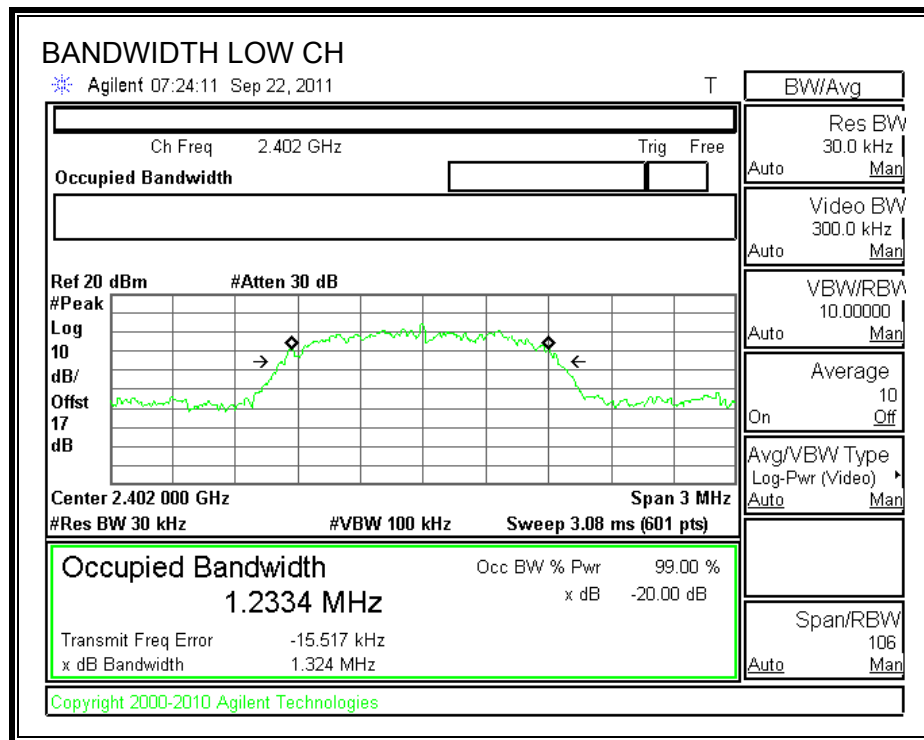 BANDWIDTH LOW CH
Agilent 07:24:11 Sep 22, 2011 T
BW/Avg
Ch Freq 2.402 GHz Trig Free
Occupied Bandwidth
Ref 20 dBm #Atten 30 dB
#Peak
Log
10
dB/
Offst
17
dB
Center 2.402 000 GHz Span 3 MHz
#Res BW 30 kHz #VBW 100 kHz Sweep 3.08 ms (601 pts)
Occupied Bandwidth Occ BW % Pwr 99.00 %
1.2334 MHz x dB -20.00 dB
Transmit Freq Error -15.517 kHz
x dB Bandwidth 1.324 MHz
Copyright 2000-2010 Agilent Technologies
Res BW
30.0 kHz
Auto Man
Video BW
300.0 kHz
Auto Man
VBW/RBW
10.00000
Auto Man
Average
10
On Off
Avg/VBW Type
Log-Pwr (Video)
Auto Man
Span/RBW
106
Auto Man